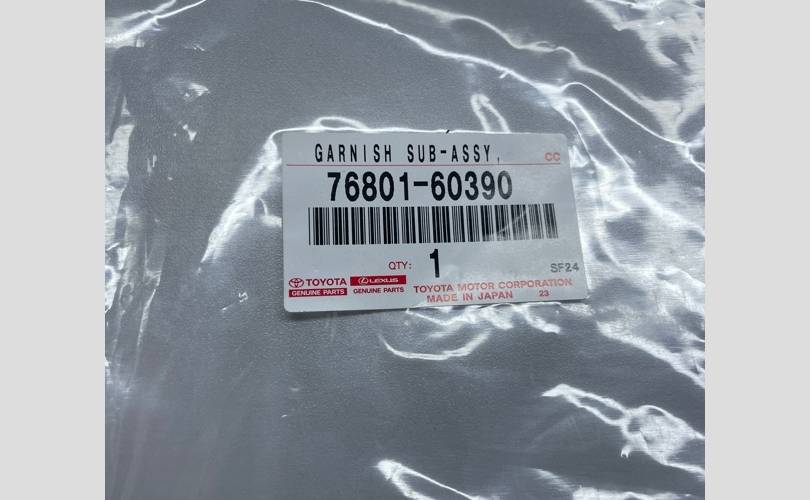 GARNISH SUB-ASSY,
CC
76801-60390
QTY: 1
SF24
TOYOTA LEXUS TOYOTA MOTOR CORPORATION
GENUINE PARTS GENUINE PARTS MADE IN JAPAN 23